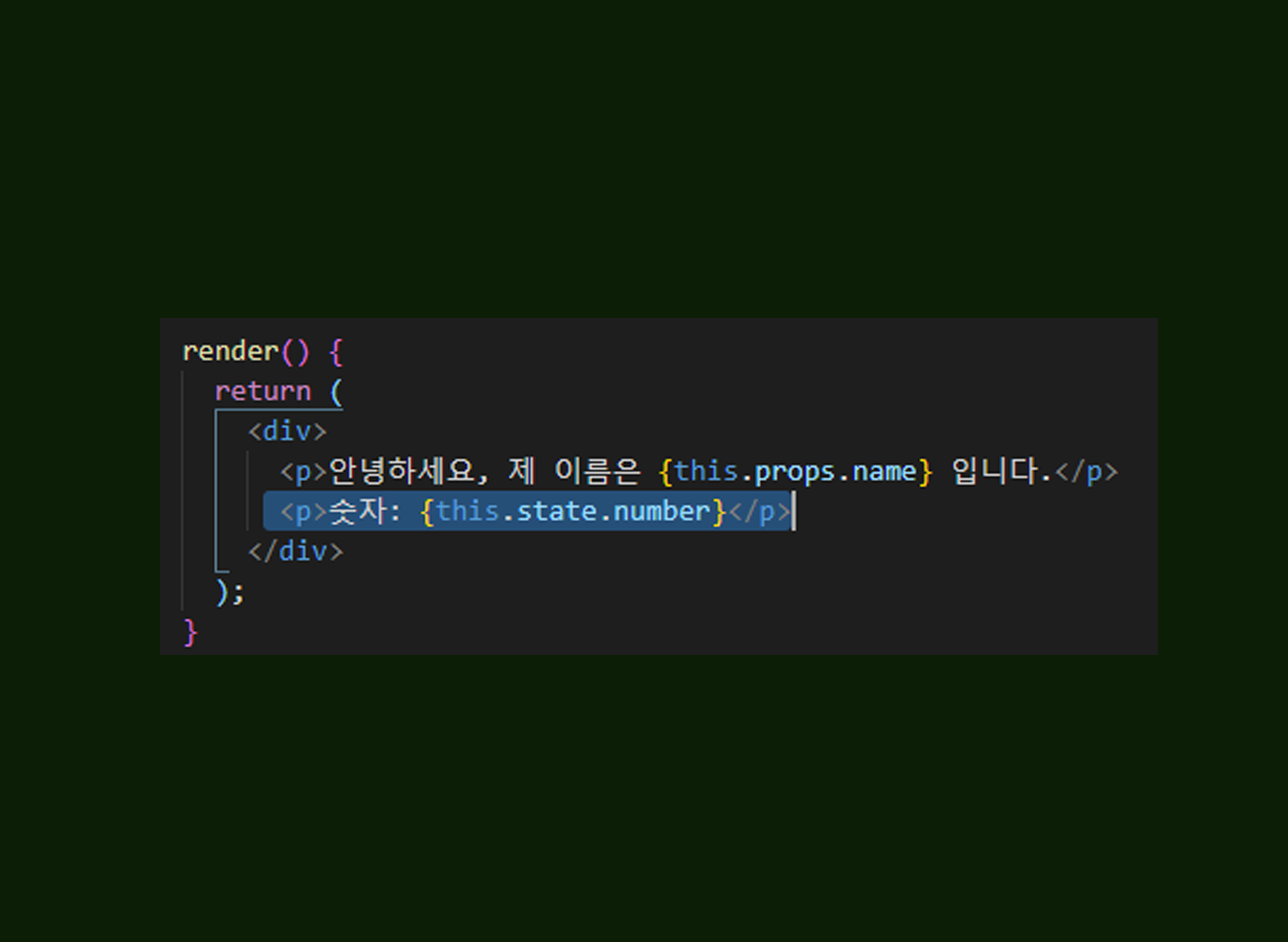 render() {
return (
<div>
<p>안녕하세요, 제 이름은 {this.props.name} 입니다.</p>
<p>숫자: {this.state.number}</p>
</div>
);
}